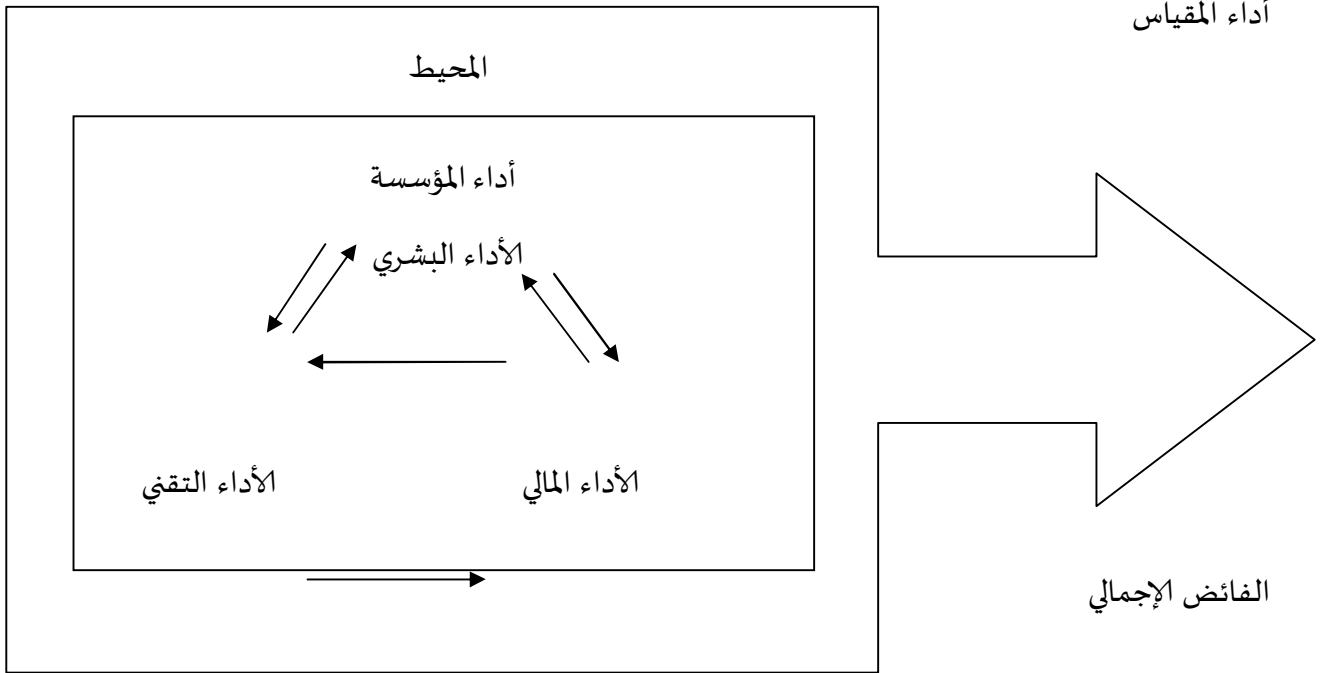 أداء المقياس
المحيط
أداء المؤسسة
الأداء البشري
الأداء المالي
الأداء التقني
الفائض الإجمالي